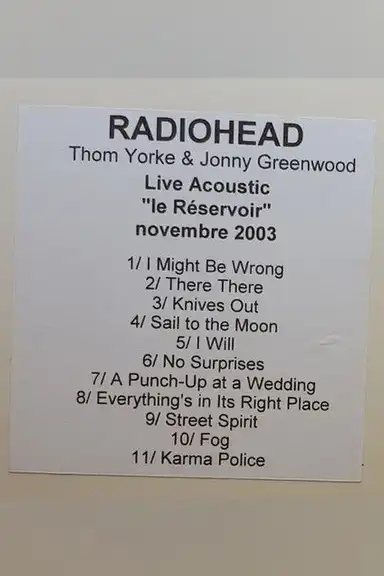 RADIOHEAD
Thom Yorke & Jonny Greenwood
Live Acoustic
"le Réservoir"
novembre 2003
1/ I Might Be Wrong
2/ There There
3/ Knives Out
4/ Sail to the Moon
5/ I Will
6/ No Surprises
7/ A Punch-Up at a Wedding
8/ Everything's in Its Right Place
9/ Street Spirit
10/ Fog
11/ Karma Police